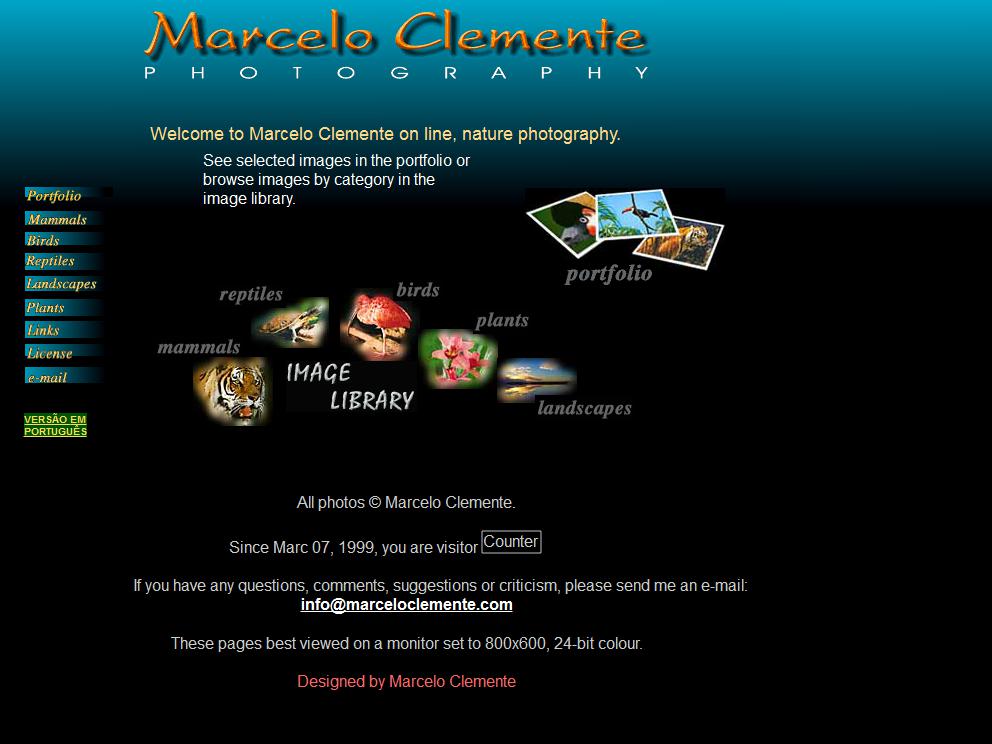 Marcelo Clemente
PHOTOGRAPHY
Welcome to Marcelo Clemente on line, nature photography.
See selected images in the portfolio or
browse images by category in the
image library.
Portfolio
Mammals
Birds
Reptiles
Landscapes
Plants
Links
License
e-mail
VERSÃO EM
PORTUGUÊS
portfolio
reptiles
birds
plants
mammals
IMAGE
LIBRARY
landscapes
All photos © Marcelo Clemente.
Since Marc 07, 1999, you are visitor Counter
If you have any questions, comments, suggestions or criticism, please send me an e-mail:
info@marceloclemente.com
These pages best viewed on a monitor set to 800x600, 24-bit colour.
Designed by Marcelo Clemente